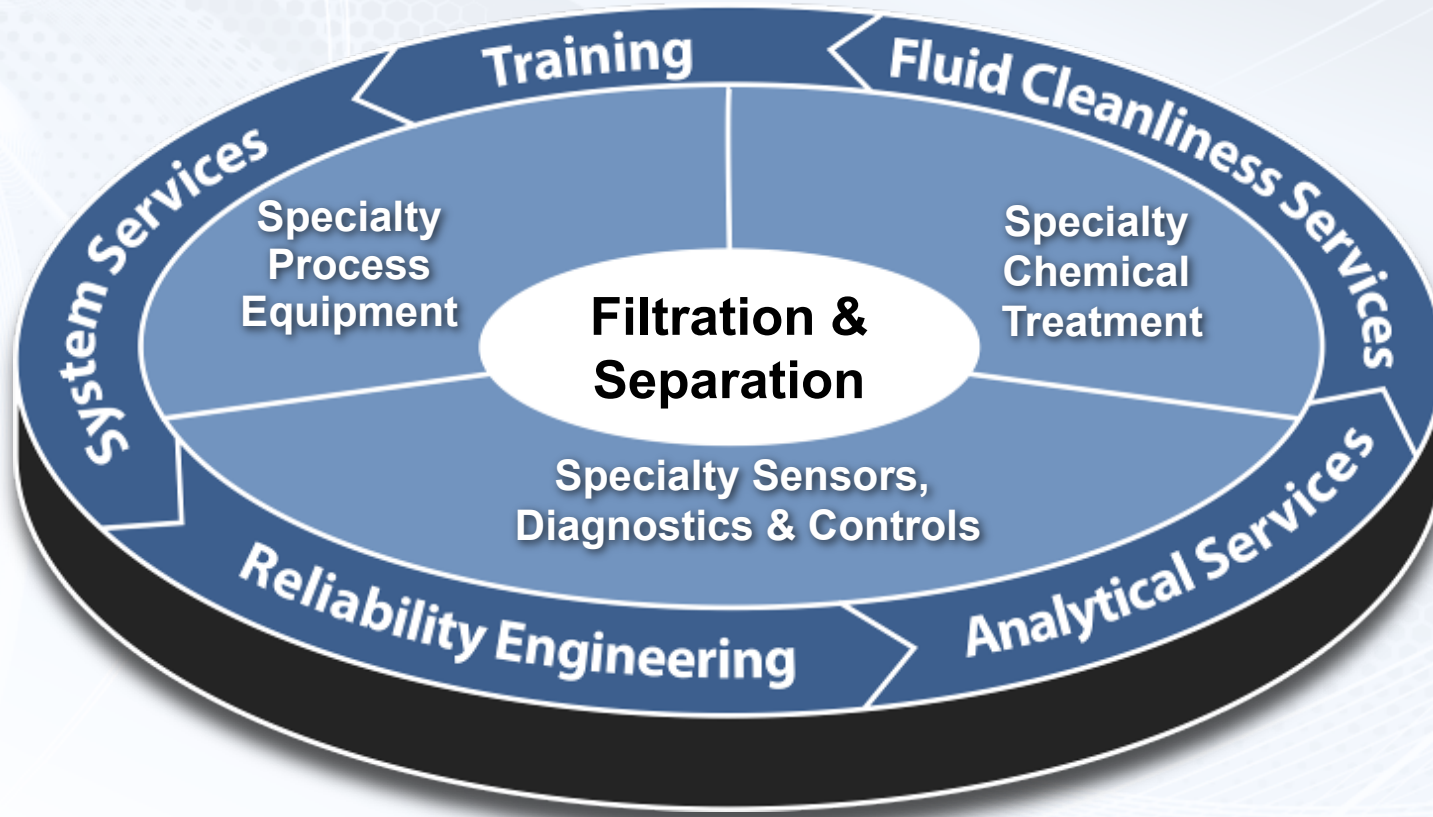 Training
Fluid Cleanliness Services
System Services
Specialty
Process
Equipment
Specialty
Chemical
Treatment
Filtration &
Separation
Specialty Sensors,
Diagnostics & Controls
Reliability Engineering
Analytical Services